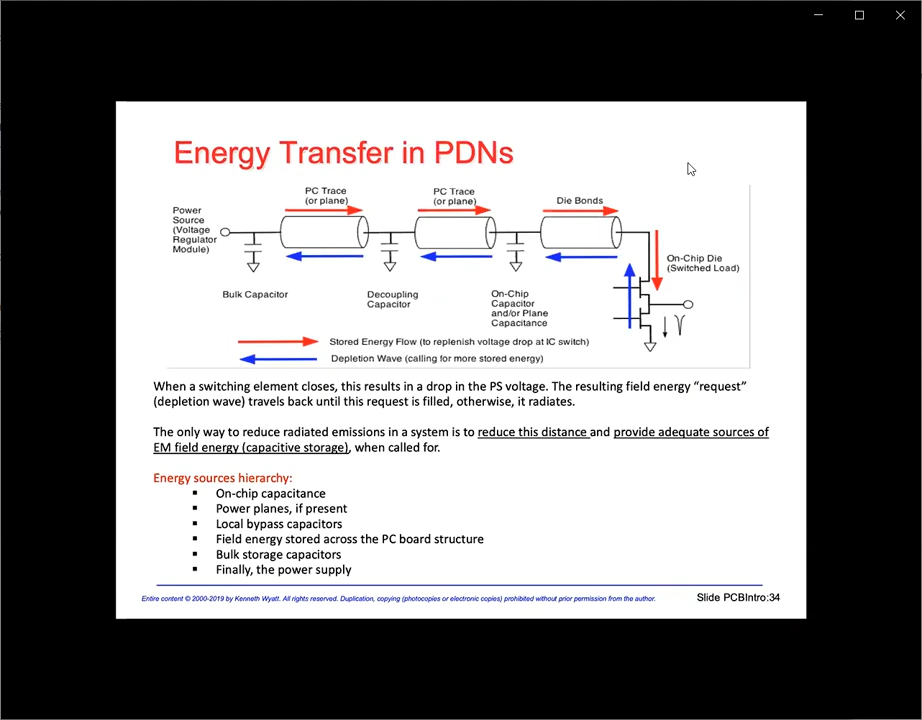 Energy Transfer in PDNs
PC Trace
(or plane)
PC Trace
(or plane)
Die Bonds
Power
Source
(Voltage
Regulator
Module)
On-Chip Die
(Switched Load)
Bulk Capacitor
Decoupling
Capacitor
On-Chip
Capacitor
and/or Plane
Capacitance
Stored Energy Flow (to replenish voltage drop at IC switch)
Depletion Wave (calling for more stored energy)
When a switching element closes, this results in a drop in the PS voltage. The resulting field energy “request”
(depletion wave) travels back until this request is filled, otherwise, it radiates.
The only way to reduce radiated emissions in a system is to reduce this distance and provide adequate sources of
EM field energy (capacitive storage), when called for.
Energy sources hierarchy:
▪ On-chip capacitance
▪ Power planes, if present
▪ Local bypass capacitors
▪ Field energy stored across the PC board structure
▪ Bulk storage capacitors
▪ Finally, the power supply
Entire content © 2000-2019 by Kenneth Wyatt. All rights reserved. Duplication, copying (photocopies or electronic copies) prohibited without prior permission from the author.
Slide PCBIntro:34